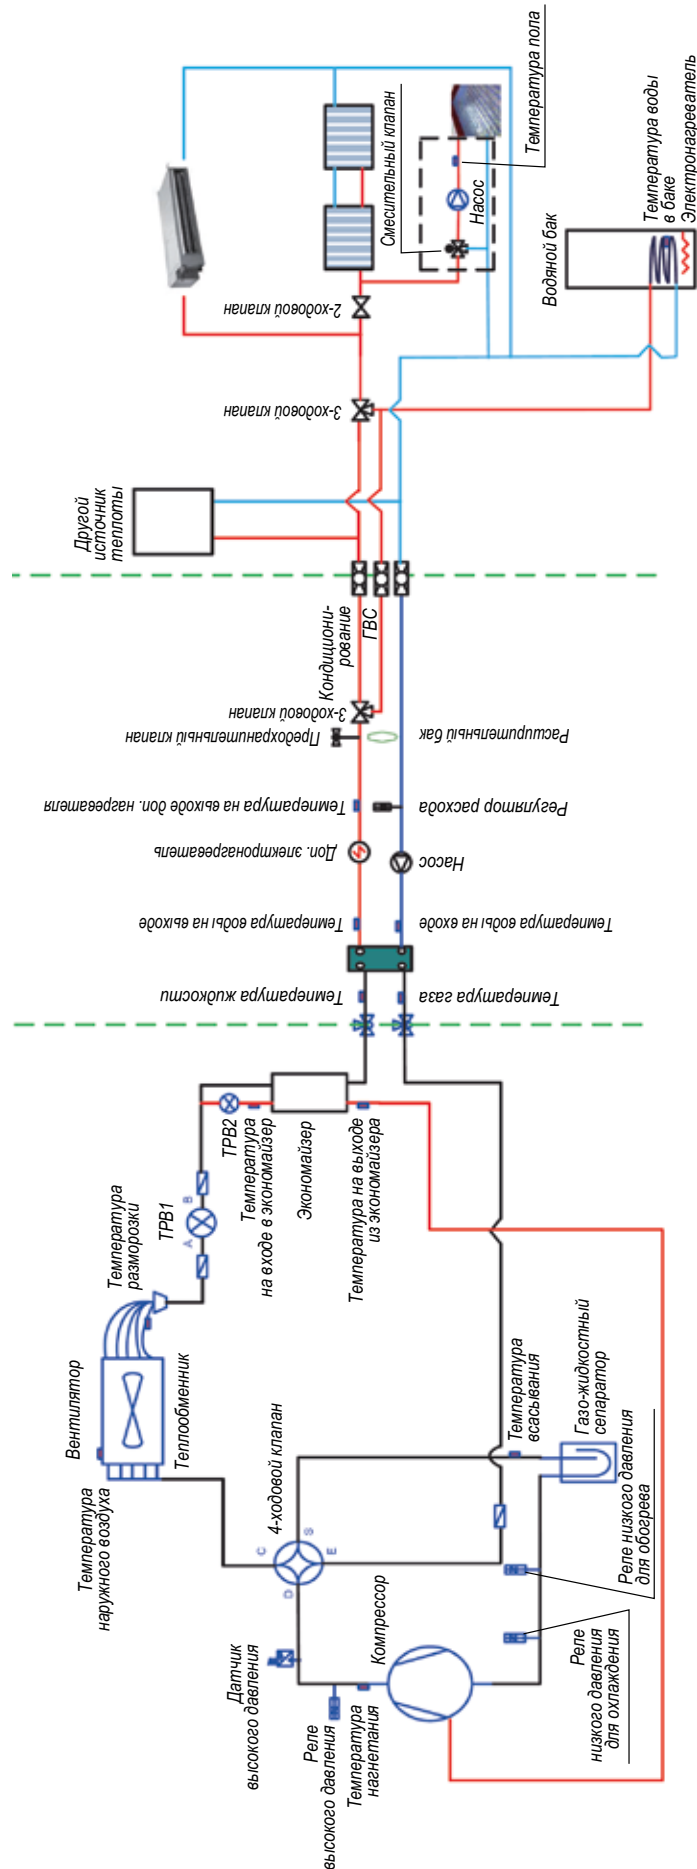 Вентилятор
Температура
наружного воздуха
Теплообменник
Температура
разморозки
ТРВ1
A
B
ТРВ2
Температура
на входе в экономайзер
Экономайзер
Температура на выходе
из экономайзера
4-ходовой клапан
C
D
S
E
Датчик
высокого давления
Реле
высокого давления
Температура
нагнетания
Компрессор
Температура
всасывания
Газо-жидкостный
сепаратор
Реле низкого давления
для обогрева
Реле
низкого давления
для охлаждения
Температура жидкости
Температура газа
Температура воды на выходе
Температура воды на входе
Доп. электронагреватель
Насос
Температура на выходе доп. нагревателя
Регулятор расхода
Предохранительный клапан
Расширительный бак
3-ходовой клапан
Кондициони-
рование
ГВС
Другой
источник
теплоты
3-ходовой клапан
2-ходовой клапан
Смесительный клапан
Насос
Температура пола
Водяной бак
Температура воды
в баке
Электронагреватель